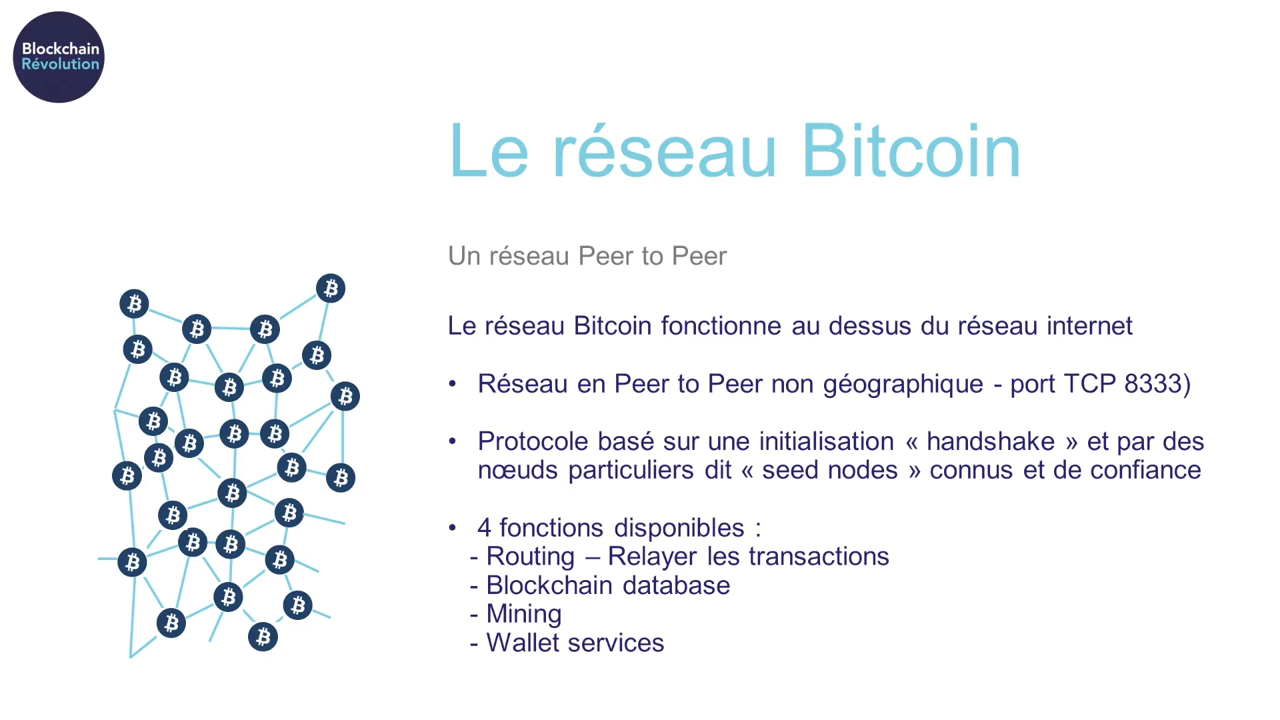 Blockchain
Révolution
Le réseau Bitcoin
Un réseau Peer to Peer
Le réseau Bitcoin fonctionne au dessus du réseau internet
• Réseau en Peer to Peer non géographique - port TCP 8333)
• Protocole basé sur une initialisation « handshake » et par des
nœuds particuliers dit « seed nodes » connus et de confiance
• 4 fonctions disponibles :
- Routing – Relayer les transactions
- Blockchain database
- Mining
- Wallet services